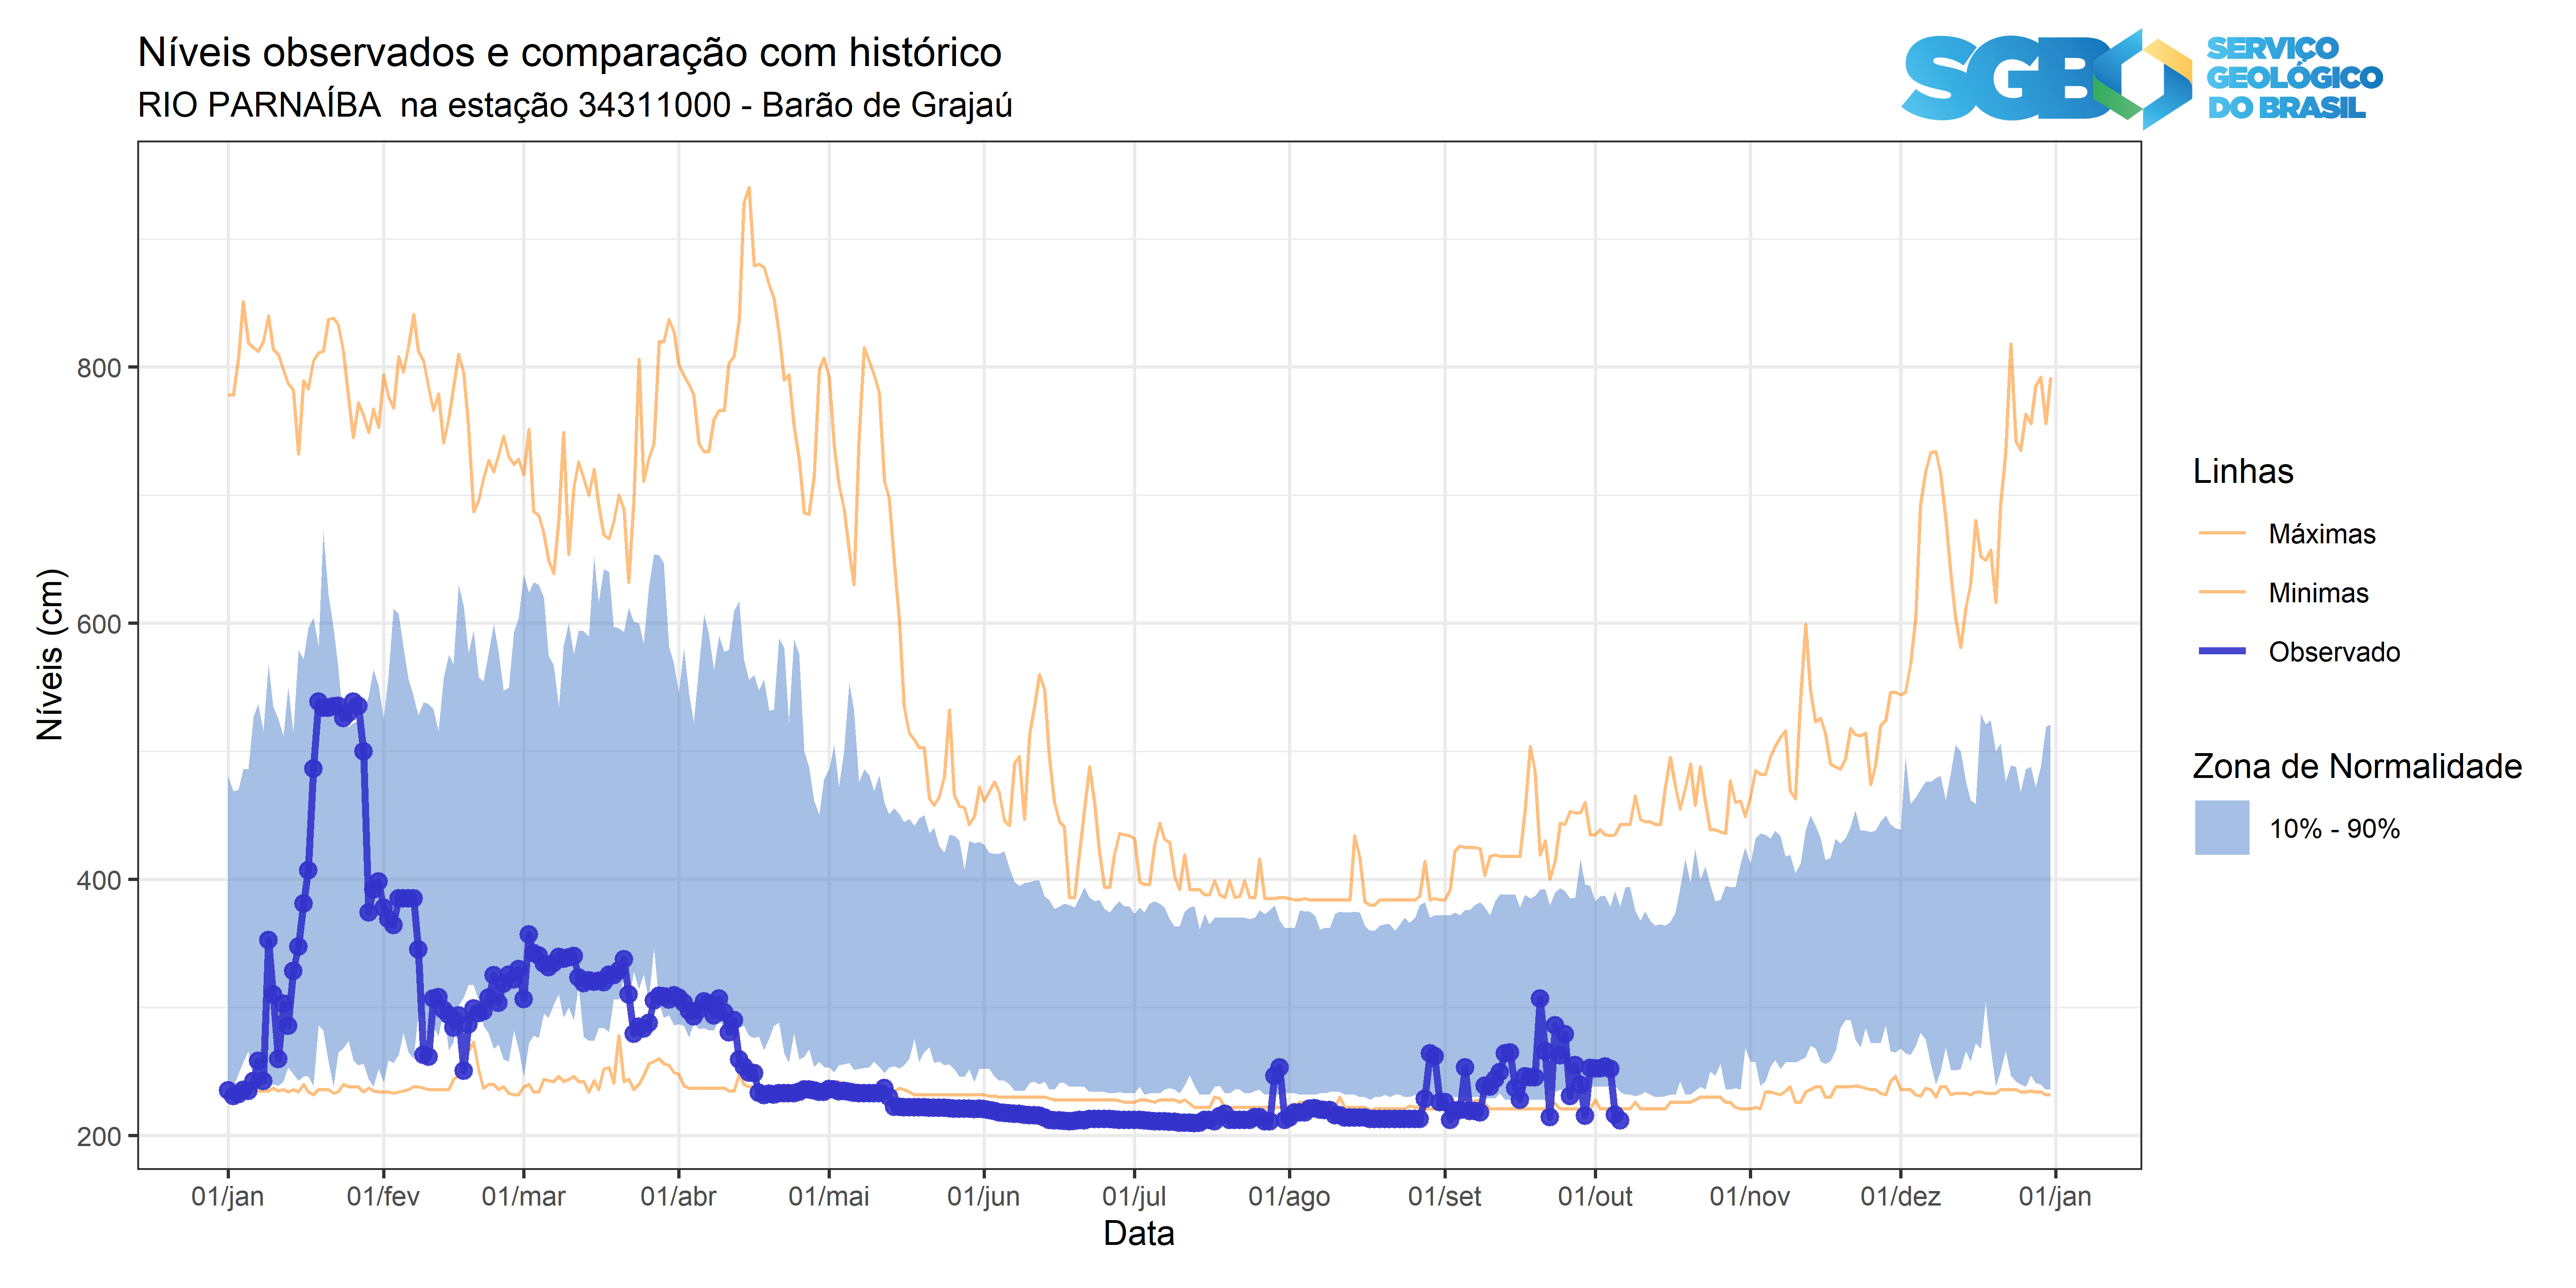 Níveis observados e comparação com histórico
RIO PARNAÍBA  na estação 34311000 - Barão de Grajaú
SGB
SERVIÇO
GEOLÓGICO
DO BRASIL
Níveis (cm)
800
600
400
200
01/jan
01/fev
01/mar
01/abr
01/mai
01/jun
01/jul
01/ago
01/set
01/out
01/nov
01/dez
01/jan
Data
Linhas
Máximas
Minimas
Observado
Zona de Normalidade
10% - 90%